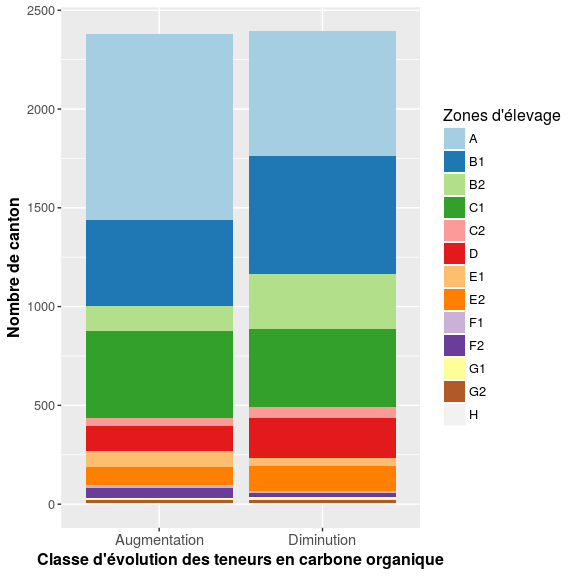 2500
2000
1500
1000
500
0
Nombre de canton
Augmentation
Diminution
Classe d'évolution des teneurs en carbone organique
Zones d'élevage
A
B1
B2
C1
C2
D
E1
E2
F1
F2
G1
G2
H